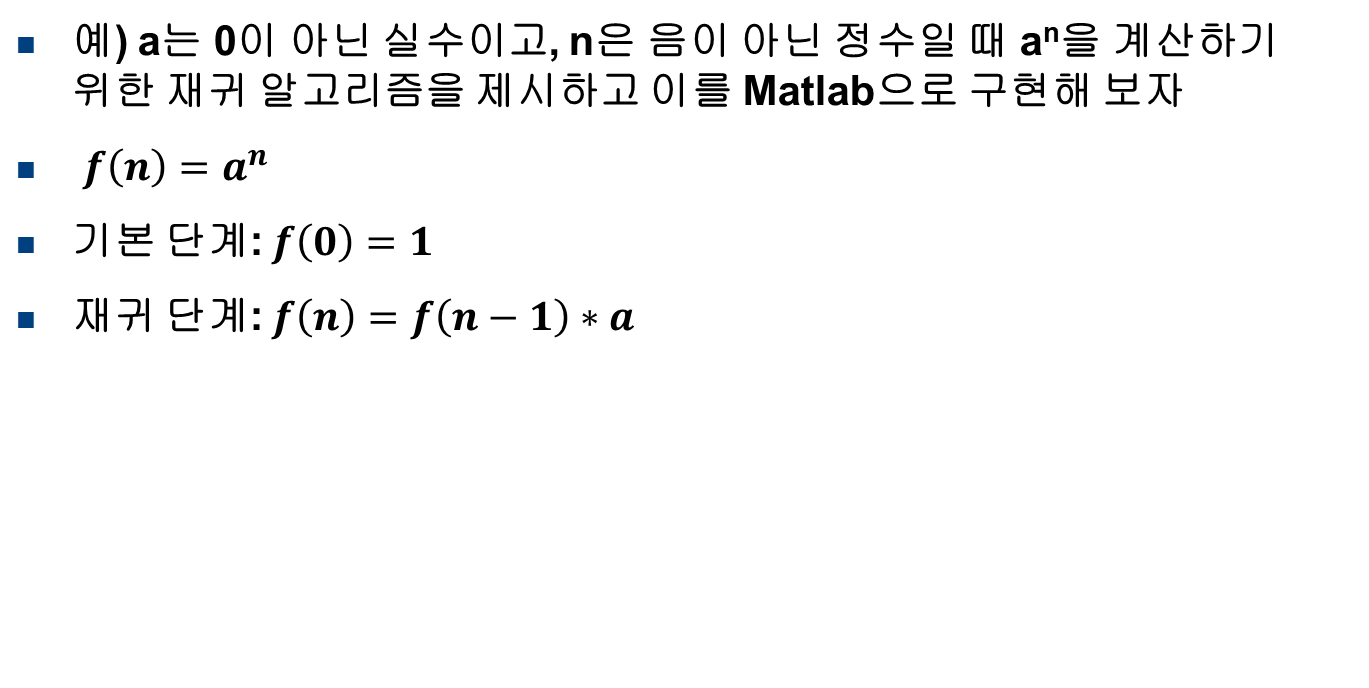 예) a는 0이 아닌 실수이고, n은 음이 아닌 정수일 때 aⁿ을 계산하기
위한 재귀 알고리즘을 제시하고 이를 Matlab으로 구현해 보자
f(n) = aⁿ
기본 단계: f(0) = 1
재귀 단계: f(n) = f(n − 1) ∗ a